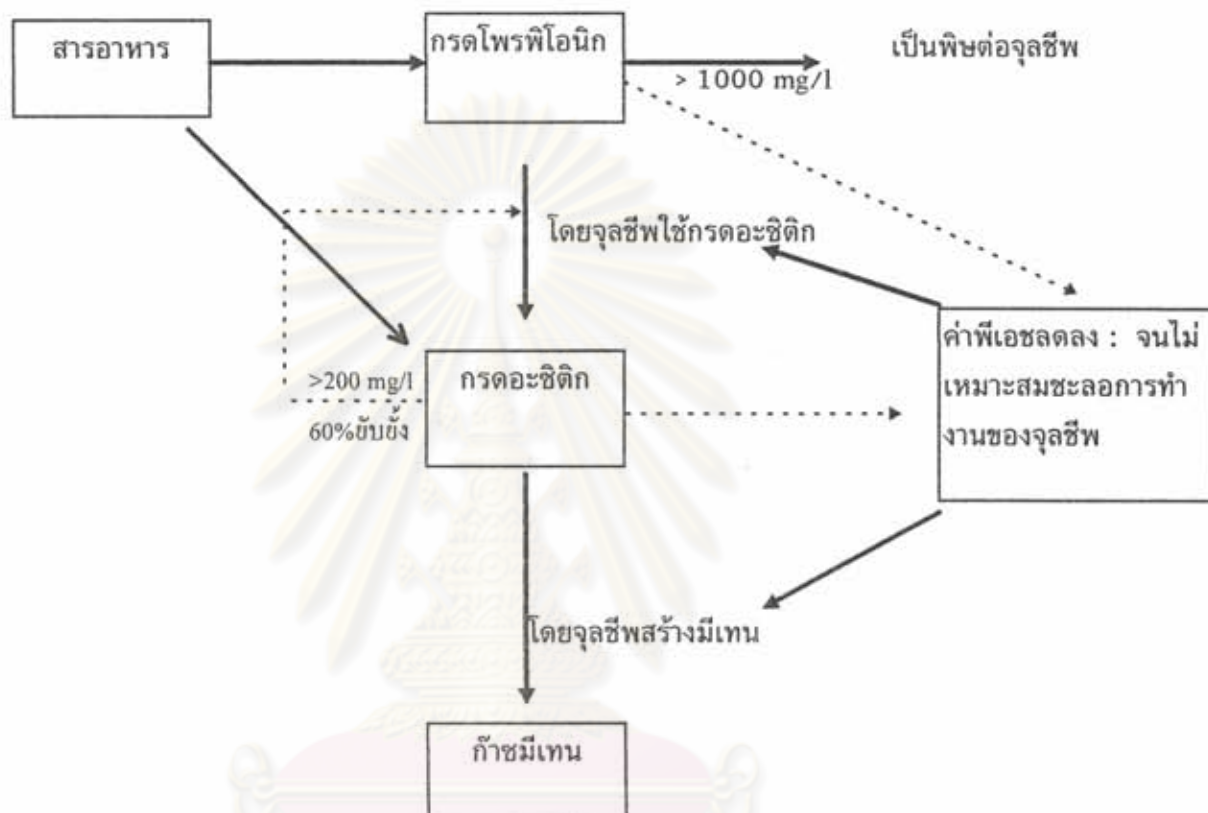 สารอาหาร
กรดโพรพิโอนิก
เป็นพิษต่อจุลชีพ
> 1000 mg/l
โดยจุลชีพใช้กรดอะซิติก
ค่าพีเอชลดลง : จนไม่
เหมาะสมชะลอการทำ
งานของจุลชีพ
>200 mg/l
60%ขับยั้ง
กรดอะซิติก
โดยจุลชีพสร้างมีเทน
ก๊าซมีเทน